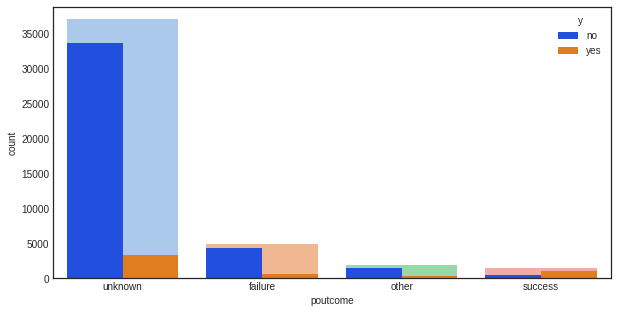 y
no
yes
35000
30000
25000
20000
15000
10000
5000
0
count
unknown
failure
other
success
poutcome